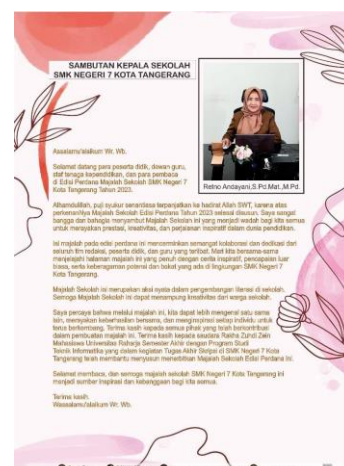 SAMBUTAN KEPALA SEKOLAH
SMK NEGERI 7 KOTA TANGERANG
Retno Andayani,S.Pd.Mat.,M.Pd.
Assalamu'alaikum Wr. Wb.
Selamat datang para peserta didik, dewan guru,
staf tenaga kependidikan, dan para pembaca
di Edisi Perdana Majalah Sekolah SMK Negeri 7
Kota Tangerang Tahun 2023.
Alhamdulillah, puji syukur senantiasa terpanjatkan ke hadirat Allah SWT, karena atas
perkenanNya Majalah Sekolah Edisi Perdana Tahun 2023 selesai disusun. Saya sangat
bangga dan bahagia menyambut Majalah Sekolah ini yang menjadi wadah bagi kita semua
untuk merayakan prestasi, kreativitas, dan perjalanan inspiratif dalam dunia pendidikan.
Isi majalah pada edisi perdana ini mencerminkan semangat kolaborasi dan dedikasi dari
seluruh tim redaksi, peserta didik, dan guru yang terlibat. Mari kita bersama-sama
menjelajahi halaman majalah ini yang penuh dengan cerita inspiratif, pencapaian luar
biasa, serta keberagaman potensi dan bakat yang ada di lingkungan SMK Negeri 7
Kota Tangerang.
Majalah Sekolah ini merupakan aksi nyata dalam pengembangan literasi di sekolah.
Semoga Majalah Sekolah ini dapat menampung kreativitas dari warga sekolah.
Saya percaya bahwa melalui majalah ini, kita dapat lebih mengenal satu sama
lain, merayakan keberhasilan bersama, dan menginspirasi setiap individu untuk
terus berkembang. Terima kasih kepada semua pihak yang telah berkontribusi
dalam pembuatan majalah ini. Terima kasih kepada saudara Rakha Zuhdi Zain
Mahasiswa Universitas Raharja Semester Akhir dengan Program Studi
Teknik Informatika yang dalam kegiatan Tugas Akhir Skripsi di SMK Negeri 7 Kota
Tangerang telah membantu menyusun menerbitkan Majalah Sekolah Edisi Perdana ini.
Selamat membaca, dan semoga majalah sekolah SMK Negeri 7 Kota Tangerang ini
menjadi sumber inspirasi dan kebanggaan bagi kita semua.
Terima kasih.
Wassalamu'alaikum Wr. Wb.